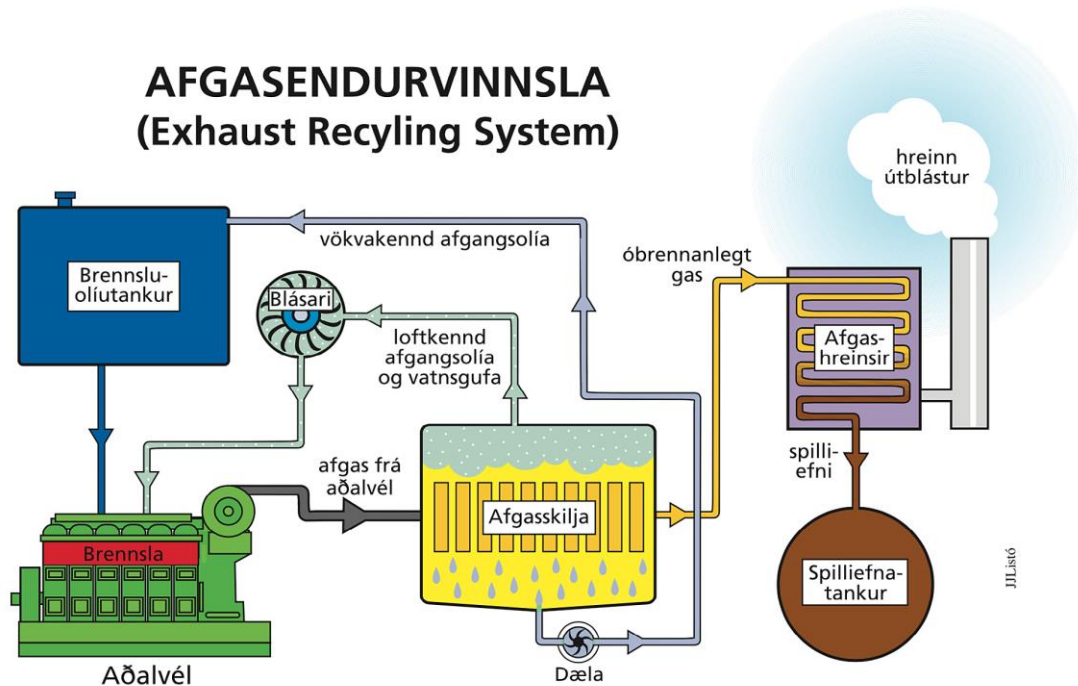 AFGASENDURVINNSLA
(Exhaust Recyling System)
hreinn
útblástur
vökvakennd afgangsolía
óbrennanlegt
gas
Brennslu-
olíutankur
Blásari
loftkennd
afgangsolía
og vatnsgufa
Afgas-
hreinsir
afgas frá
aðalvél
spilli-
efni
Afgasskilja
Brennsla
Spilliefna-
tankur
JJListó
Aðalvél
Dæla